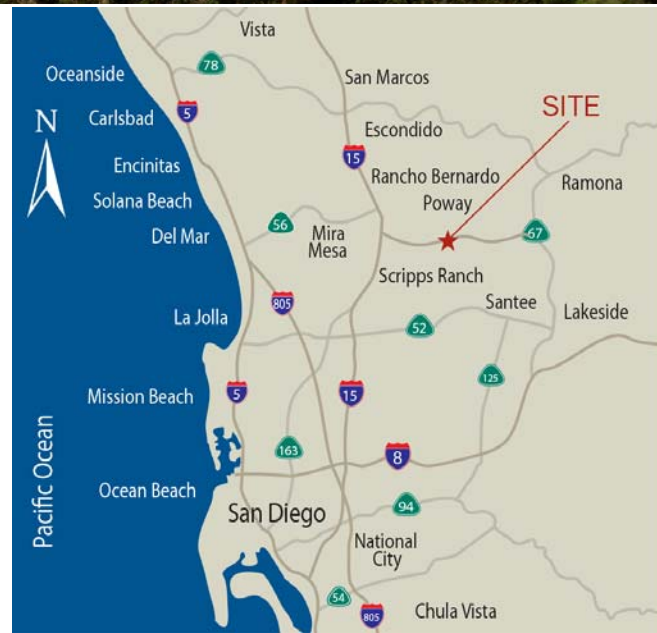 Vista
78
Oceanside
San Marcos
SITE
5
N
Carlsbad
Escondido
15
Encinitas
Rancho Bernardo
Ramona
Solana Beach
Poway
56
Del Mar
Mira
Mesa
67
Scripps Ranch
805
Santee
Lakeside
La Jolla
52
125
Mission Beach
5
15
163
8
Pacific Ocean
Ocean Beach
San Diego
94
National
City
54
805
Chula Vista